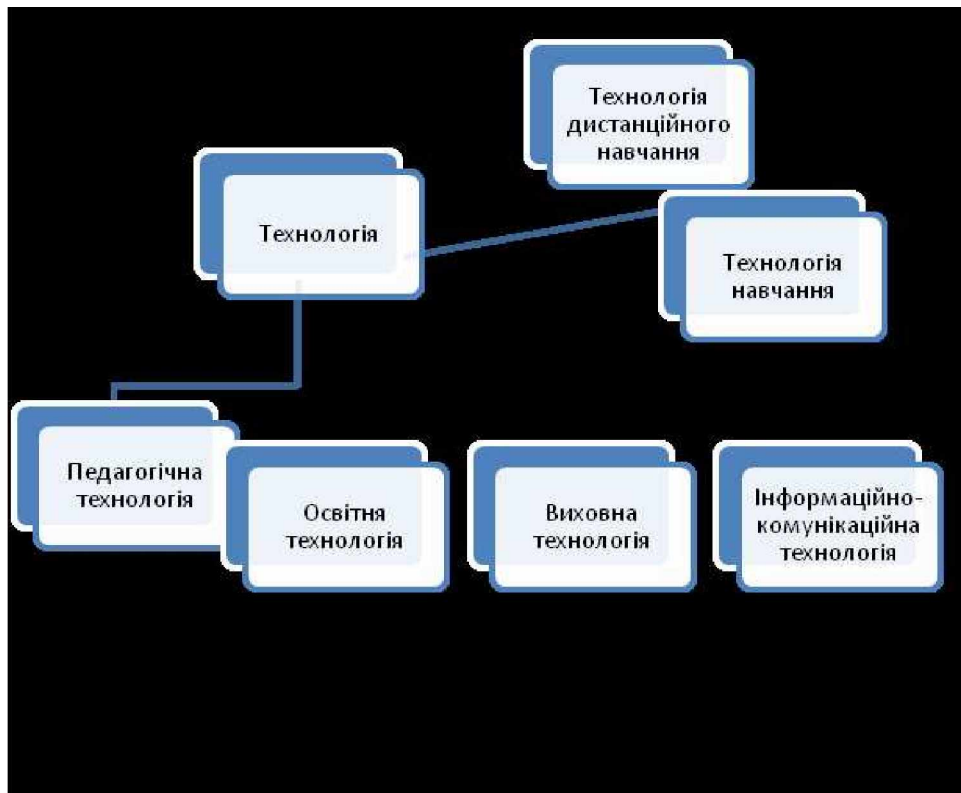 Технологія
дистанційного
навчання
Технологія
Технологія
навчання
Педагогічна
технологія
Освітня
технологія
Виховна
технологія
Інформаційно-
комунікаційна
технологія